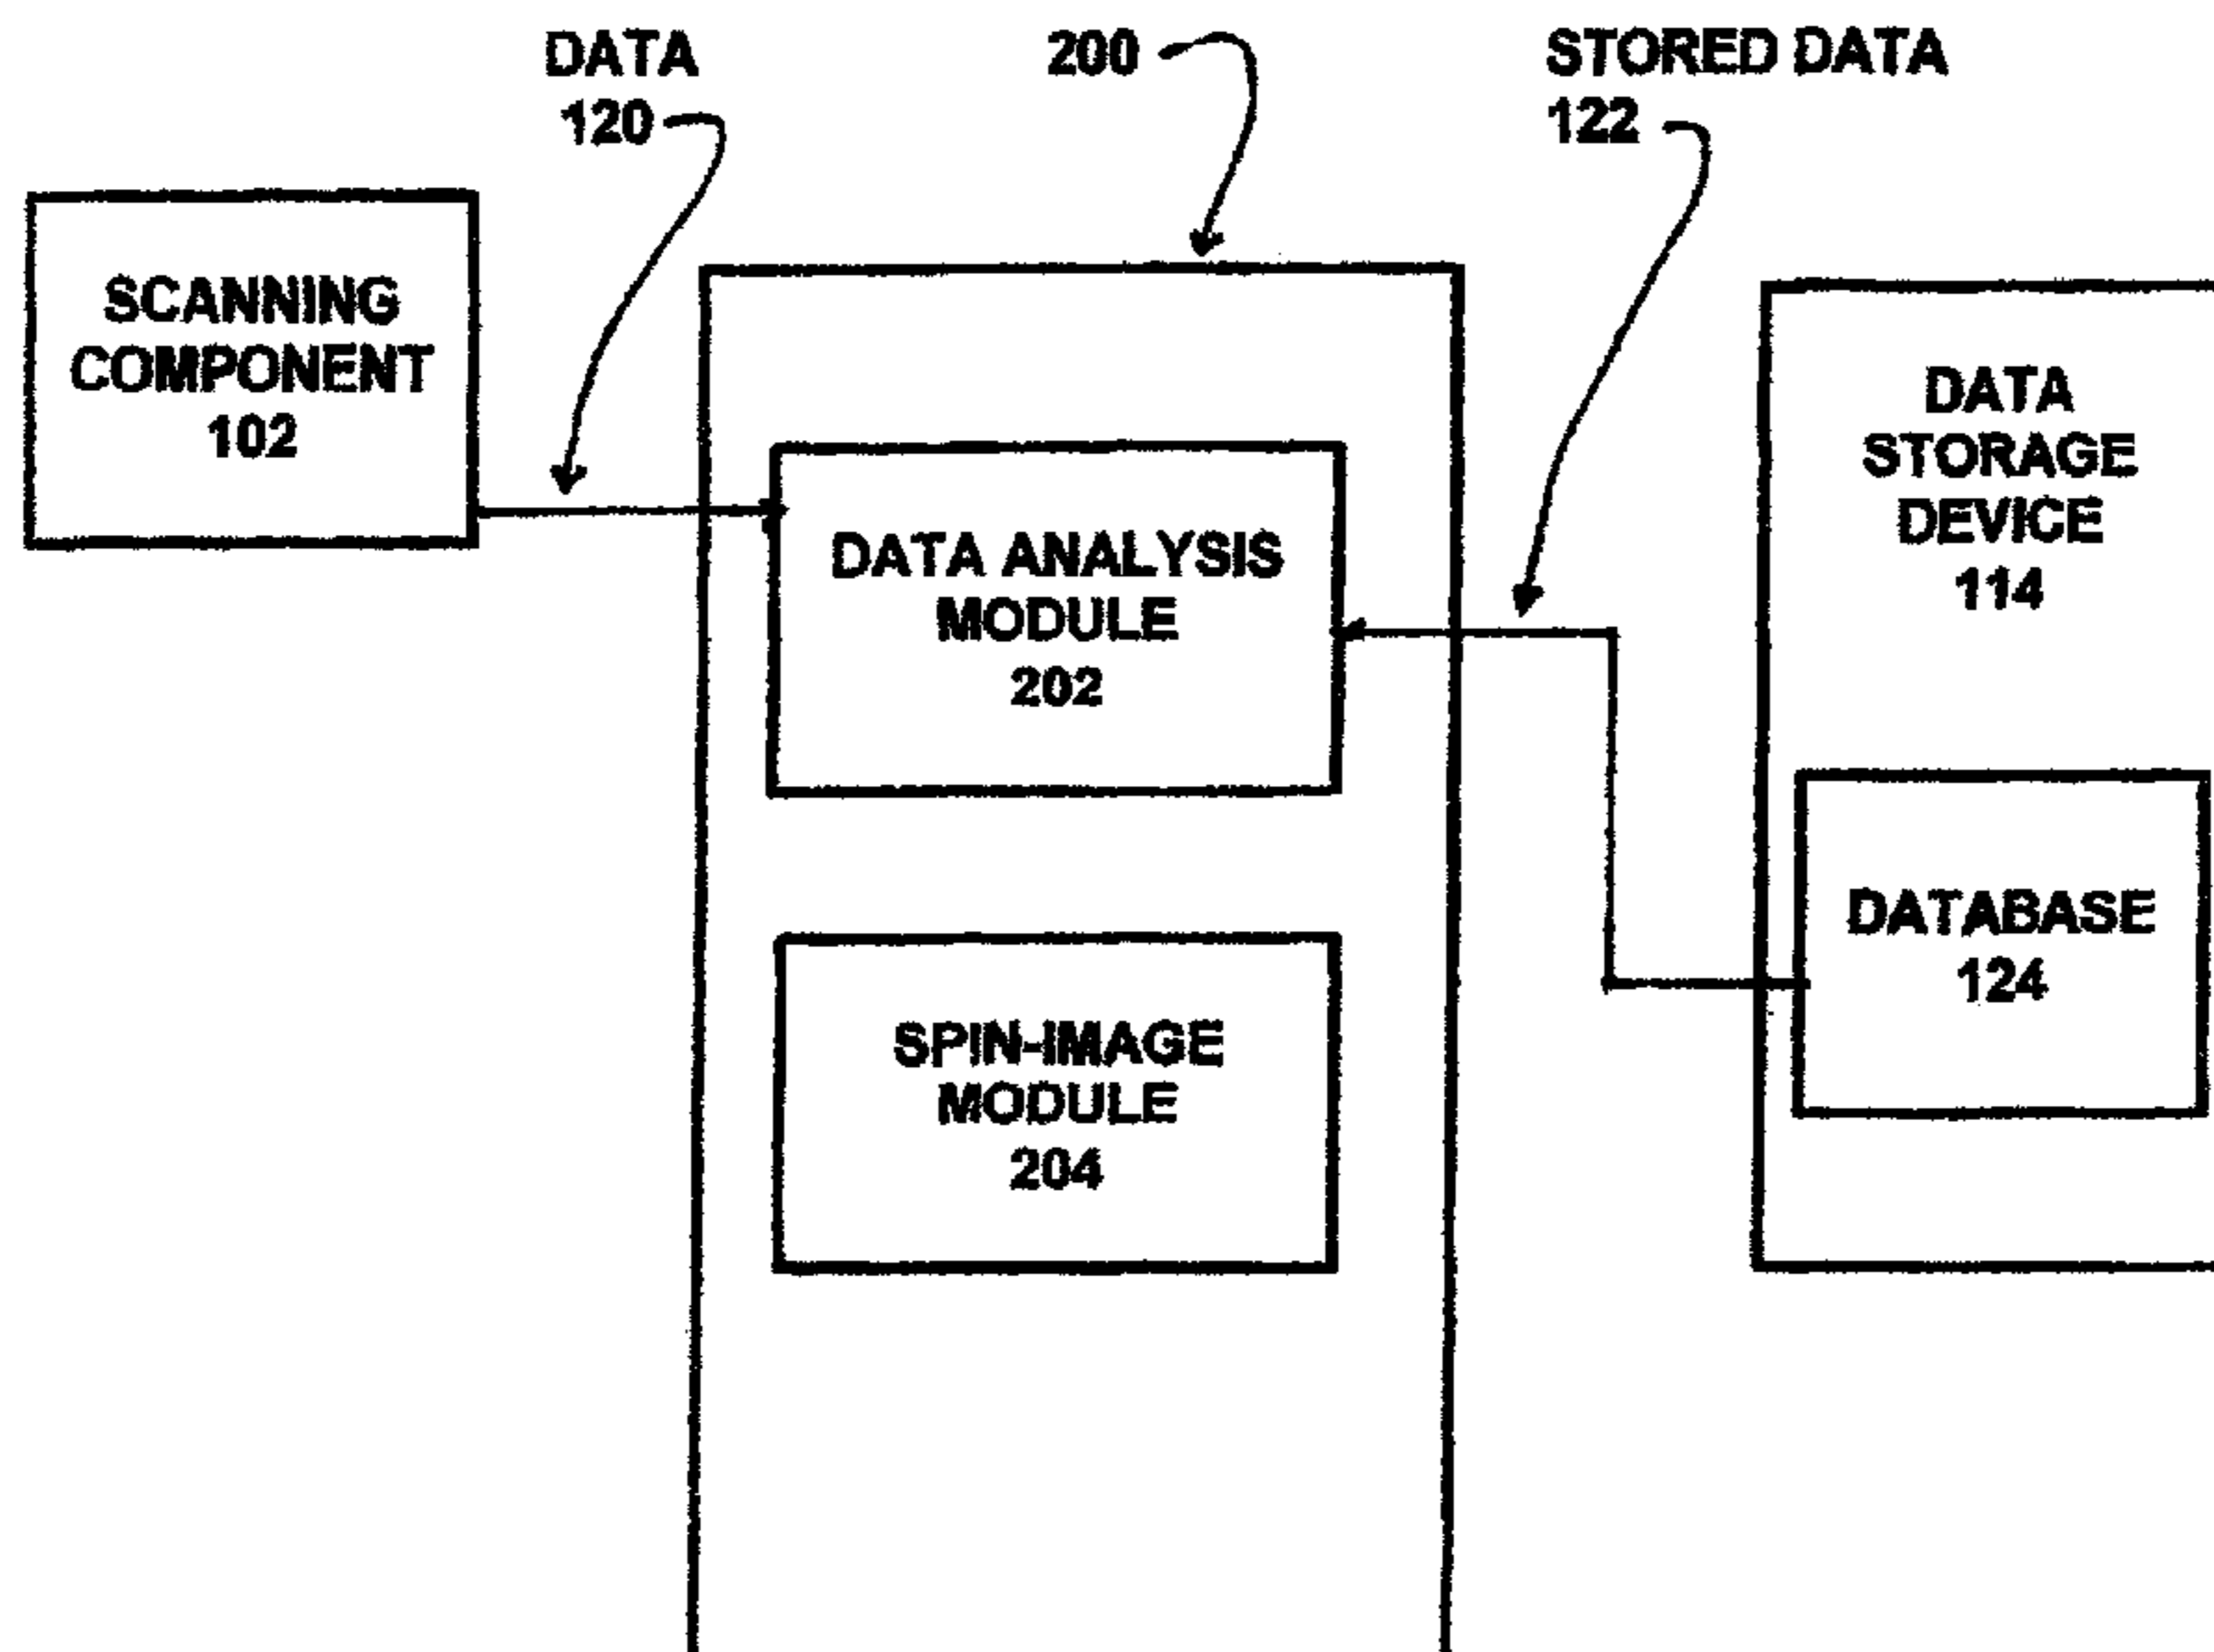 DATA
120
200
STORED DATA
122
SCANNING
COMPONENT
102
DATA ANALYSIS
MODULE
202
SPIN-IMAGE
MODULE
204
DATA
STORAGE
DEVICE
114
DATABASE
124